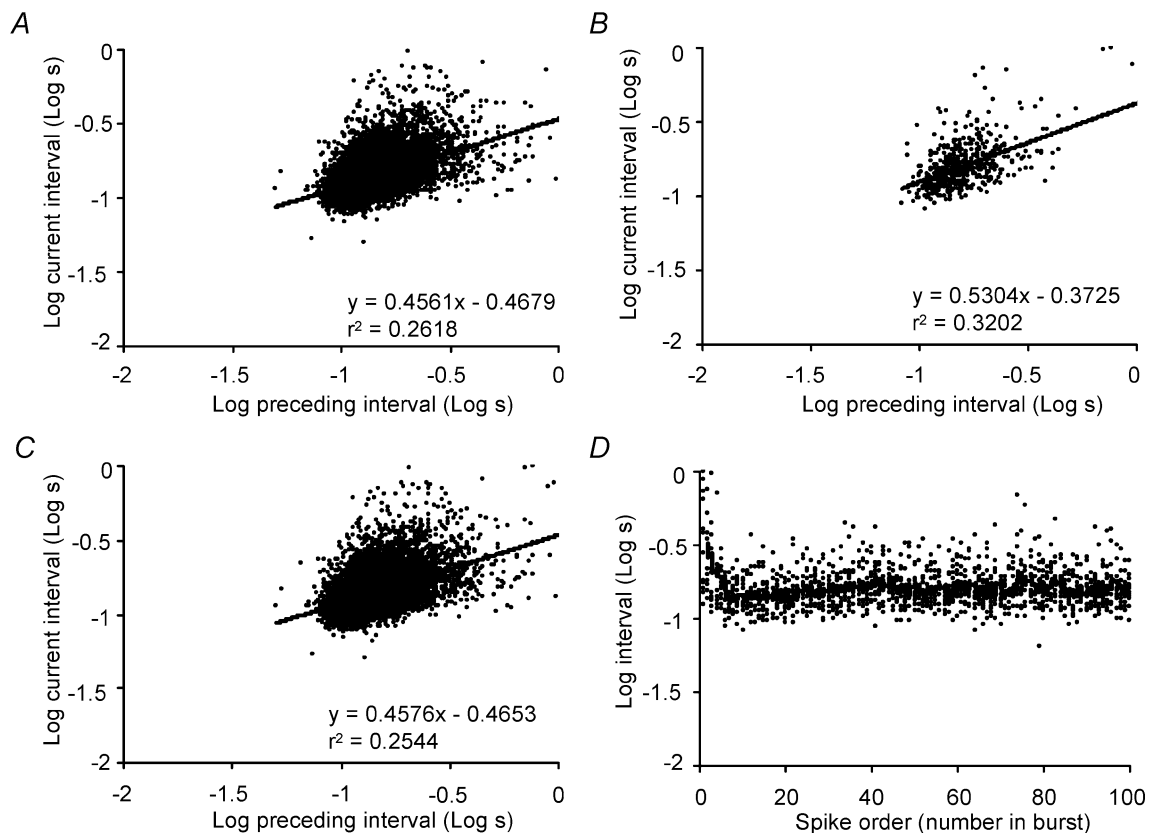 A
Log current interval (Log s)
0
-0.5
-1
-1.5
-2
y = 0.4561x - 0.4679
r² = 0.2618
-2 -1.5 -1 -0.5 0
Log preceding interval (Log s)
B
Log current interval (Log s)
0
-0.5
-1
-1.5
-2
y = 0.5304x - 0.3725
r² = 0.3202
-2 -1.5 -1 -0.5 0
Log preceding interval (Log s)
C
Log current interval (Log s)
0
-0.5
-1
-1.5
-2
y = 0.4576x - 0.4653
r² = 0.2544
-2 -1.5 -1 -0.5 0
Log preceding interval (Log s)
D
Log interval (Log s)
0
-0.5
-1
-1.5
-2
0 20 40 60 80 100
Spike order (number in burst)